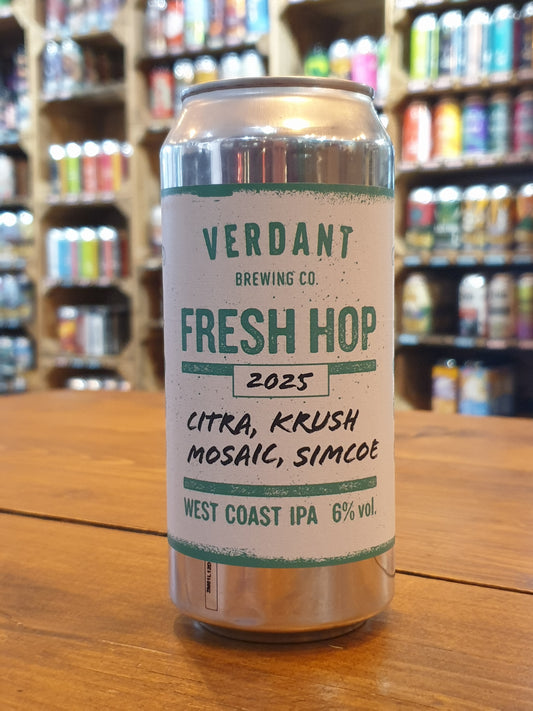 VERDANT
BREWING CO.
FRESH HOP
2025
CITRA, KRUSH
MOSAIC, SIMCOE
WEST COAST IPA 6% vol.